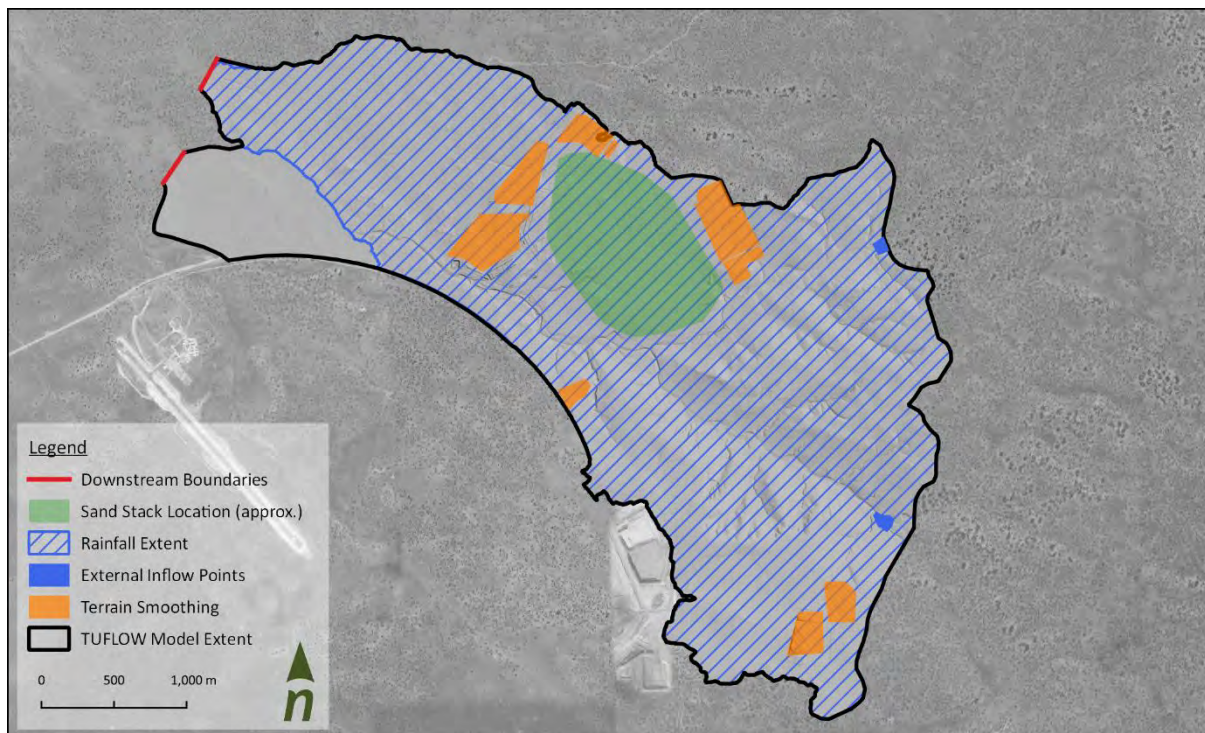 Legend
Downstream Boundaries
Sand Stack Location (approx.)
Rainfall Extent
External Inflow Points
Terrain Smoothing
TUFLOW Model Extent
0 500 1,000 m
n